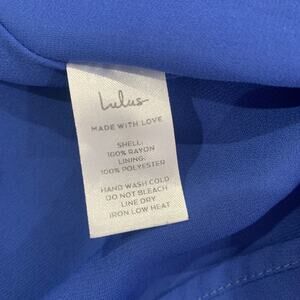 Lulus
MADE WITH LOVE
SHELL:
100% RAYON
LINING:
100% POLYESTER
HAND WASH COLD
DO NOT BLEACH
LINE DRY
IRON LOW HEAT